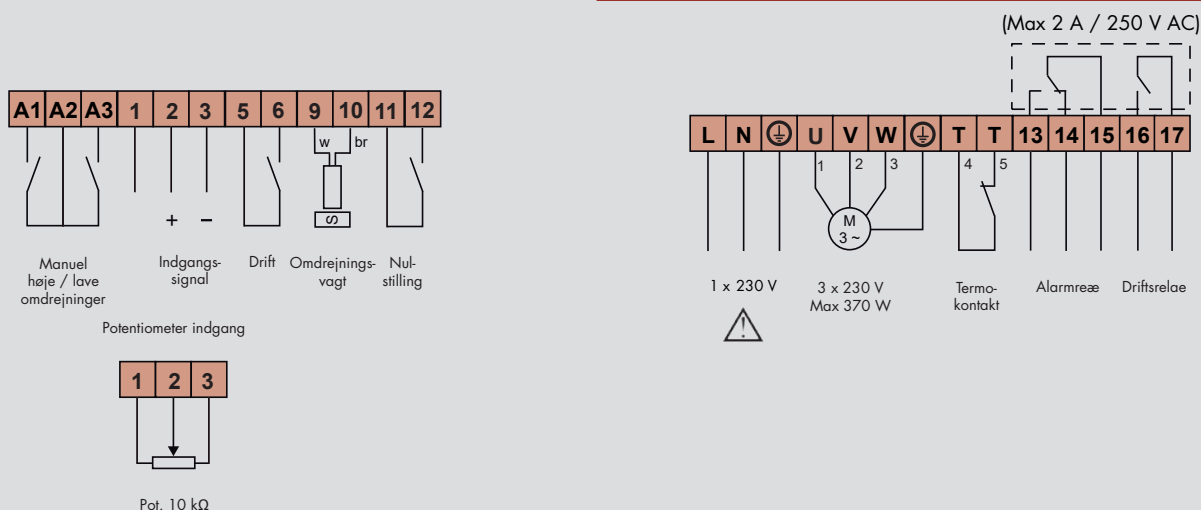 (Max 2 A / 250 V AC)
A1 A2 A3 1 2 3 5 6 9 10 11 12
w br
+ −
S
Manuel
høje / lave
omdrejninger
Indgangs-
signal
Drift
Omdrejnings-
vagt
Nul-
stilling
Potentiometer indgang
1 2 3
Pot. 10 kΩ
L N U V W T T 13 14 15 16 17
1 2 3 4 5
M
3 ~
1 x 230 V
3 x 230 V
Max 370 W
Termo-
kontakt
Alarmreæ
Driftsrelae